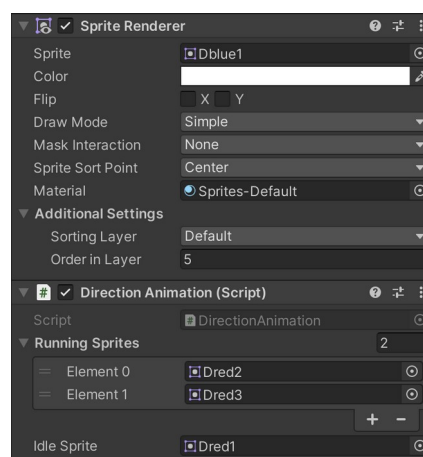 Sprite Renderer
Sprite Dblue1
Color
Flip X Y
Draw Mode Simple
Mask Interaction None
Sprite Sort Point Center
Material Sprites-Default
Additional Settings
Sorting Layer Default
Order in Layer 5
# Direction Animation (Script)
Script # DirectionAnimation
Running Sprites 2
= Element 0 Dred2
= Element 1 Dred3
+ -
Idle Sprite Dred1